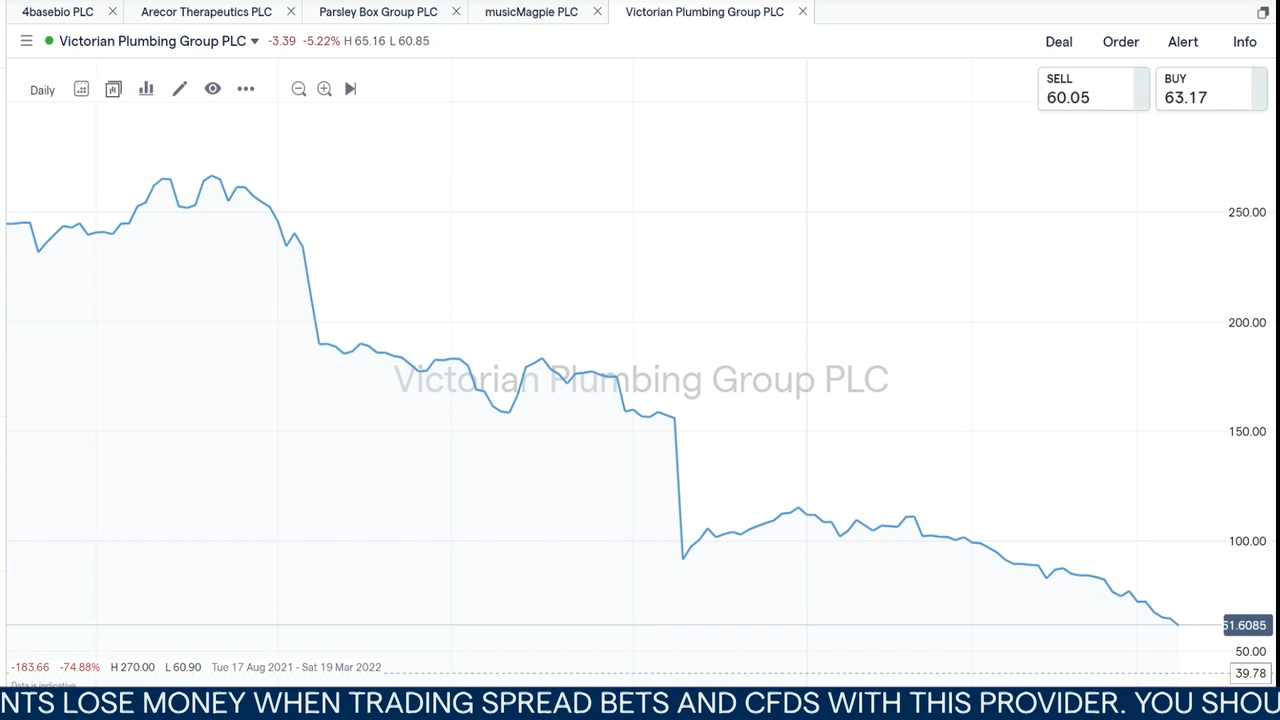 4basebio PLC Arecor Therapeutics PLC Parsley Box Group PLC musicMagpie PLC Victorian Plumbing Group PLC
Victorian Plumbing Group PLC -3.39 -5.22% H 65.16 L 60.85 Deal Order Alert Info
Daily
SELL BUY
60.05 63.17
250.00
200.00
Victorian Plumbing Group PLC
150.00
100.00
51.6085
50.00
-183.66 -74.88% H 270.00 L 60.90 Tue 17 Aug 2021 - Sat 19 Mar 2022
39.78
Data is indicative
NTS LOSE MONEY WHEN TRADING SPREAD BETS AND CFDS WITH THIS PROVIDER. YOU SHOU